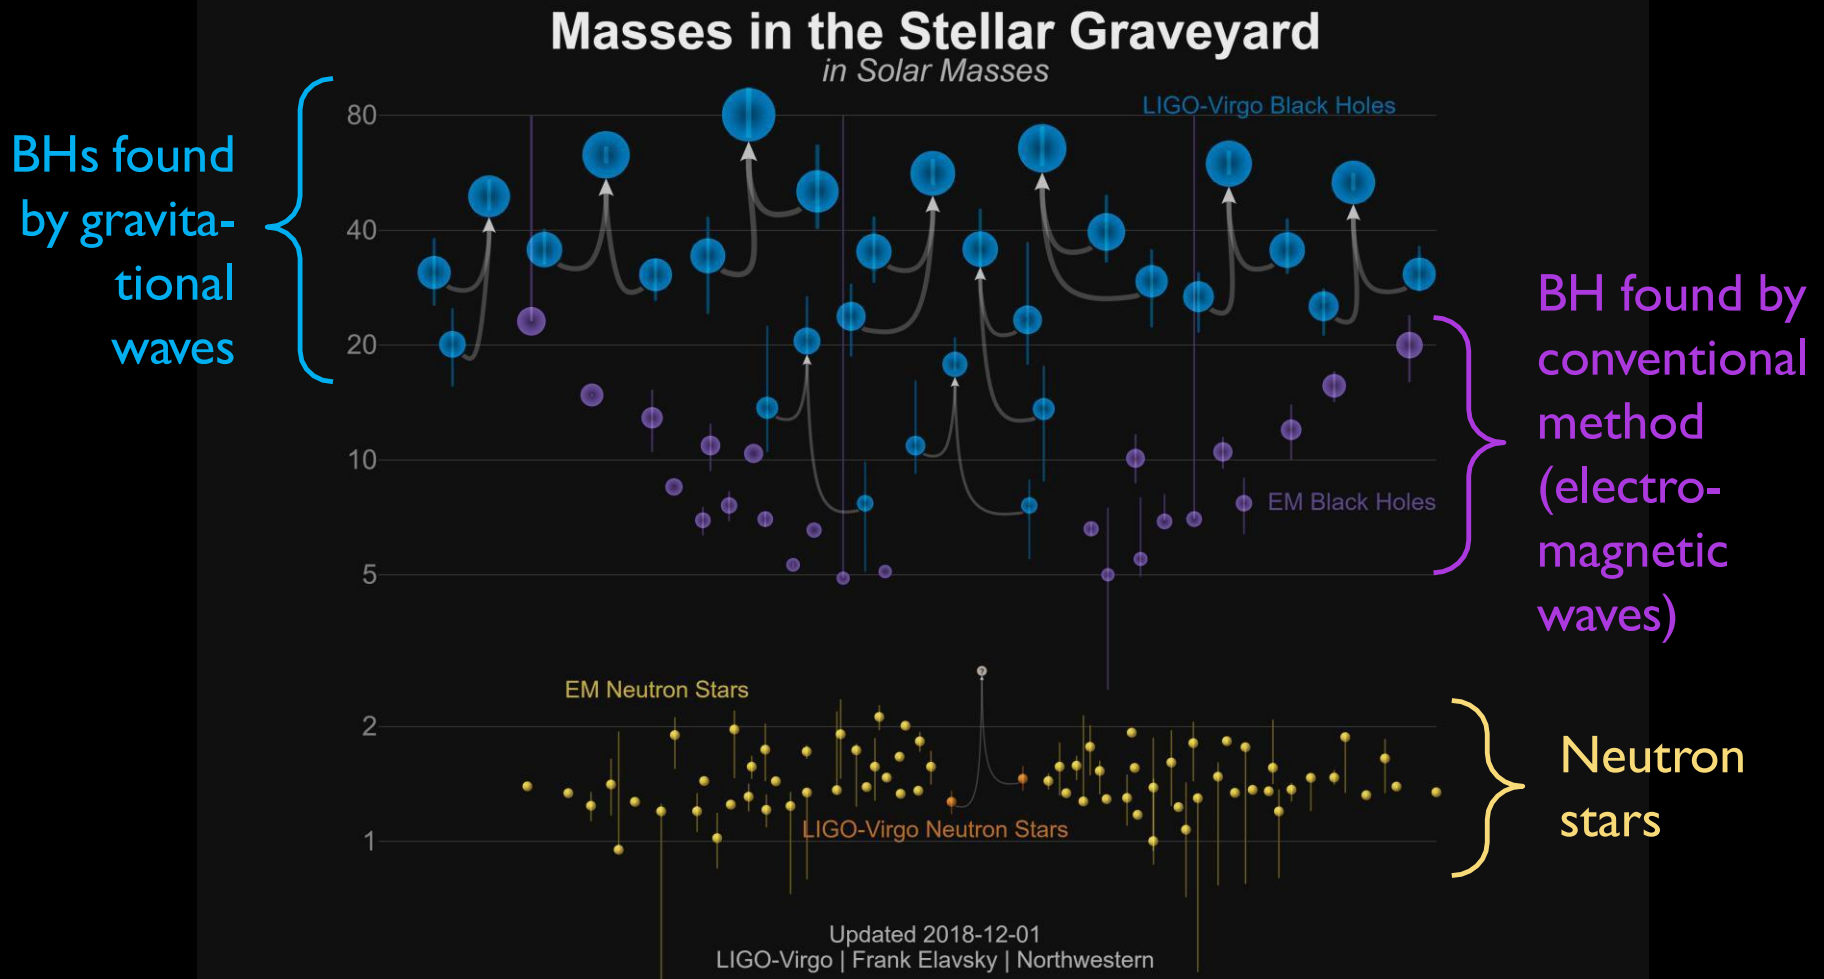 Masses in the Stellar Graveyard
in Solar Masses
LIGO-Virgo Black Holes
80
40
20
10
5
2
1
BHs found
by gravita-
tional
waves
BH found by
conventional
method
(electro-
magnetic
waves)
EM Black Holes
EM Neutron Stars
?
LIGO-Virgo Neutron Stars
Neutron
stars
Updated 2018-12-01
LIGO-Virgo | Frank Elavsky | Northwestern